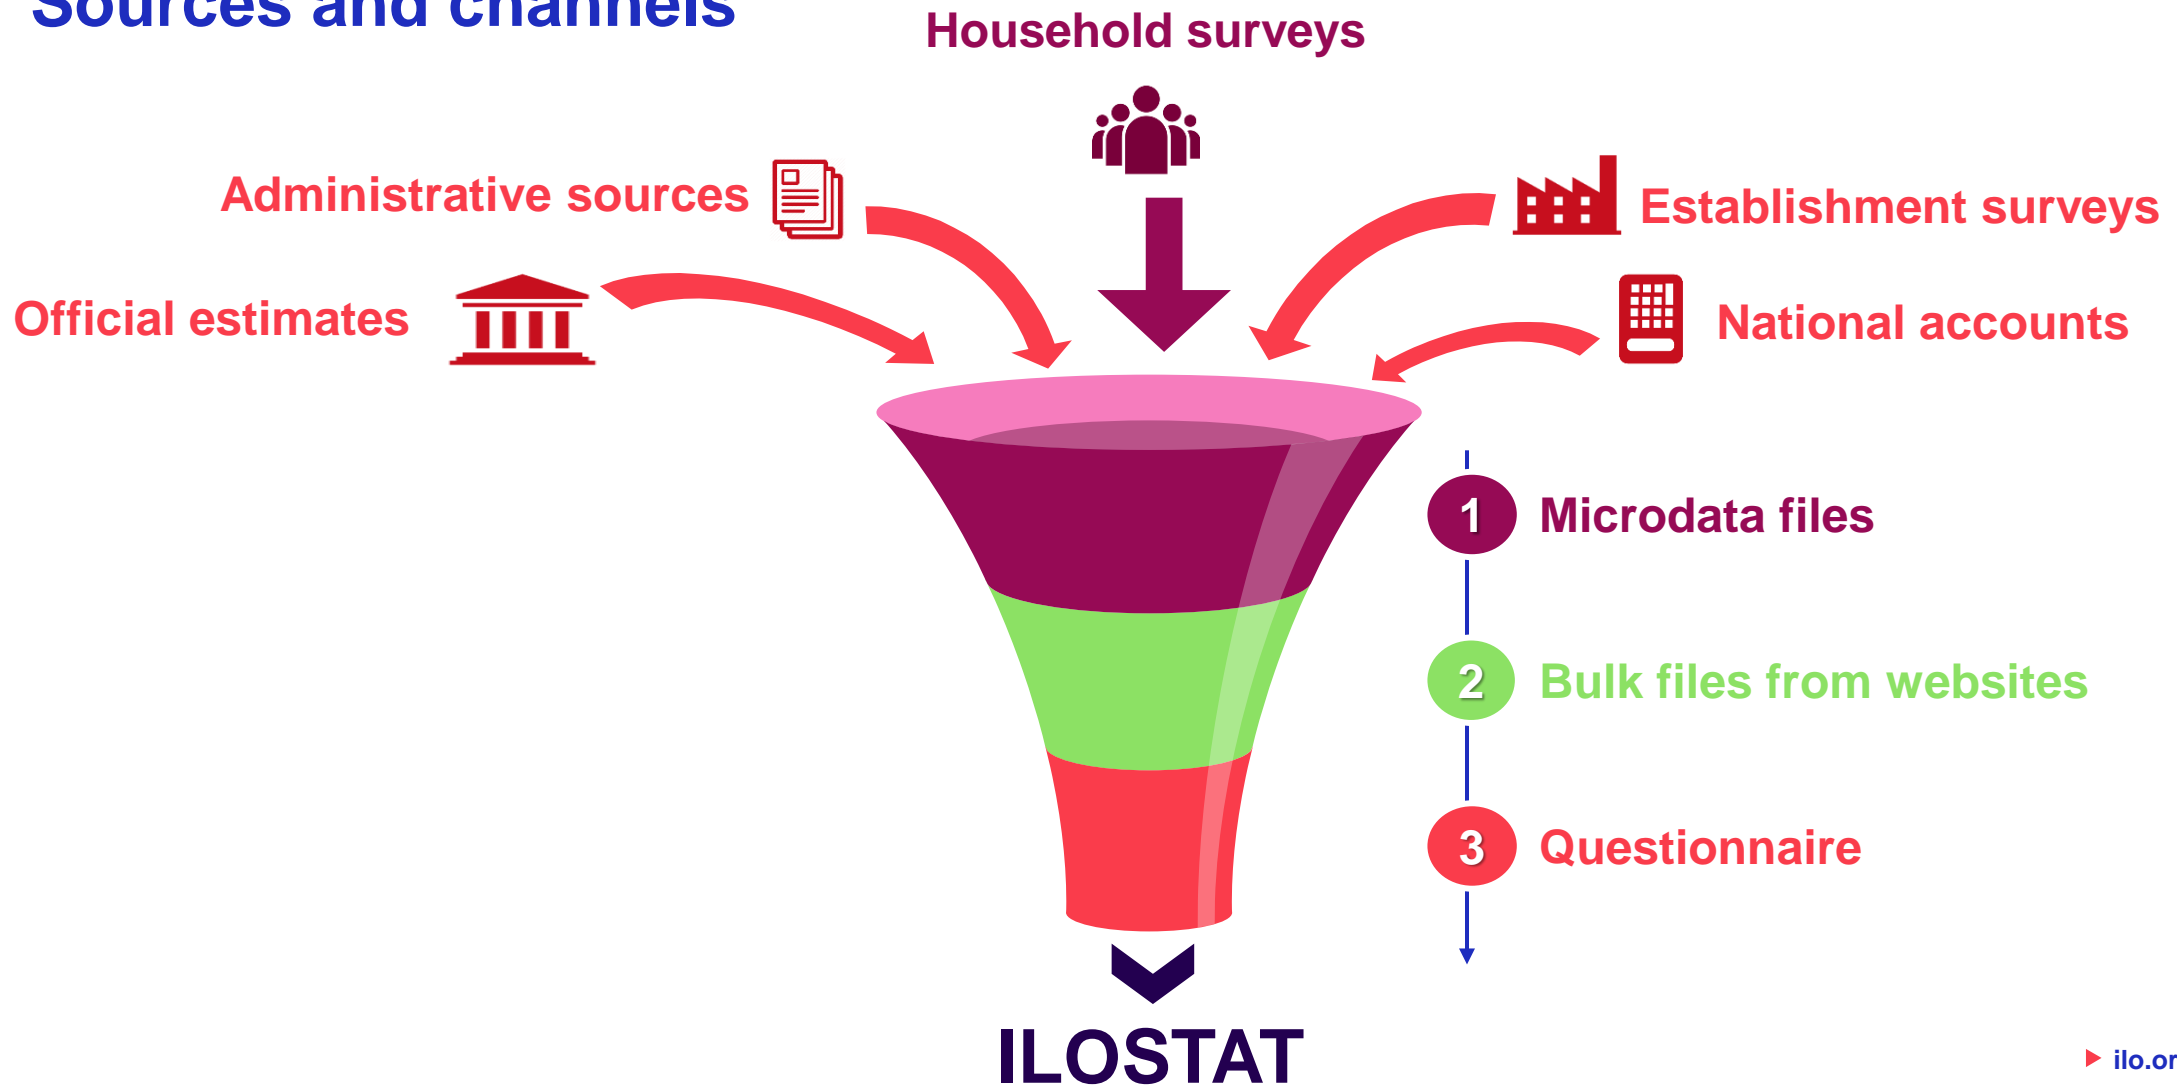 Sources and channels
Household surveys
Administrative sources
Establishment surveys
Official estimates
National accounts
1 Microdata files
2 Bulk files from websites
3 Questionnaire
ILOSTAT
ilo.or